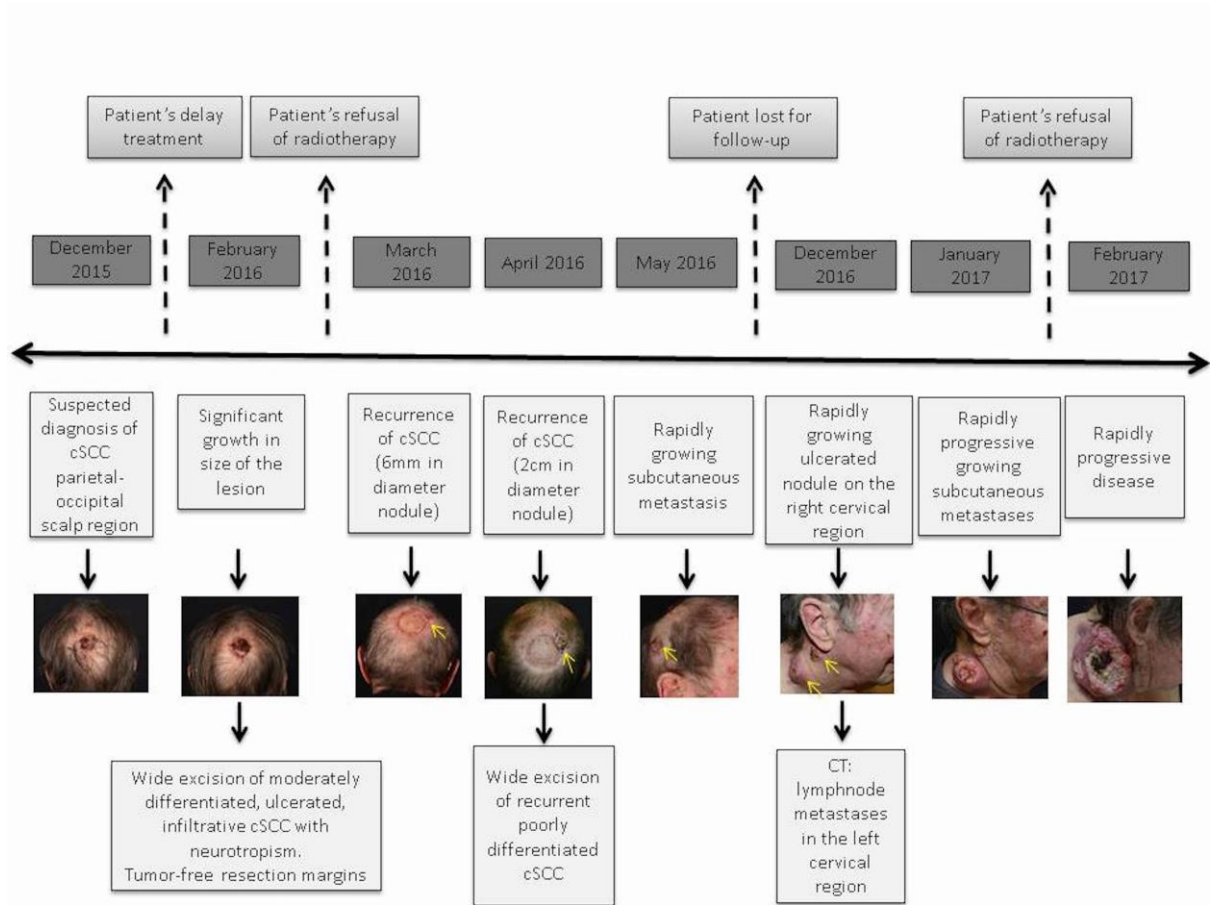 Patient's delay
treatment
Patient's refusal
of radiotherapy
Patient lost for
follow-up
Patient's refusal
of radiotherapy
December
2015
February
2016
March
2016
April 2016
May 2016
December
2016
January
2017
February
2017
Suspected
diagnosis of
cSCC
parietal-
occipital
scalp region
Significant
growth in
size of the
lesion
Recurrence
of cSCC
(6mm in
diameter
nodule)
Recurrence
of cSCC
(2cm in
diameter
nodule)
Rapidly
growing
subcutaneous
metastasis
Rapidly
growing
ulcerated
nodule on the
right cervical
region
Rapidly
progressive
growing
subcutaneous
metastases
Rapidly
progressive
disease
Wide excision of moderately
differentiated, ulcerated,
infiltrative cSCC with
neurotropism.
Tumor-free resection margins
Wide excision
of recurrent
poorly
differentiated
cSCC
CT:
lymphnode
metastases
in the left
cervical
region